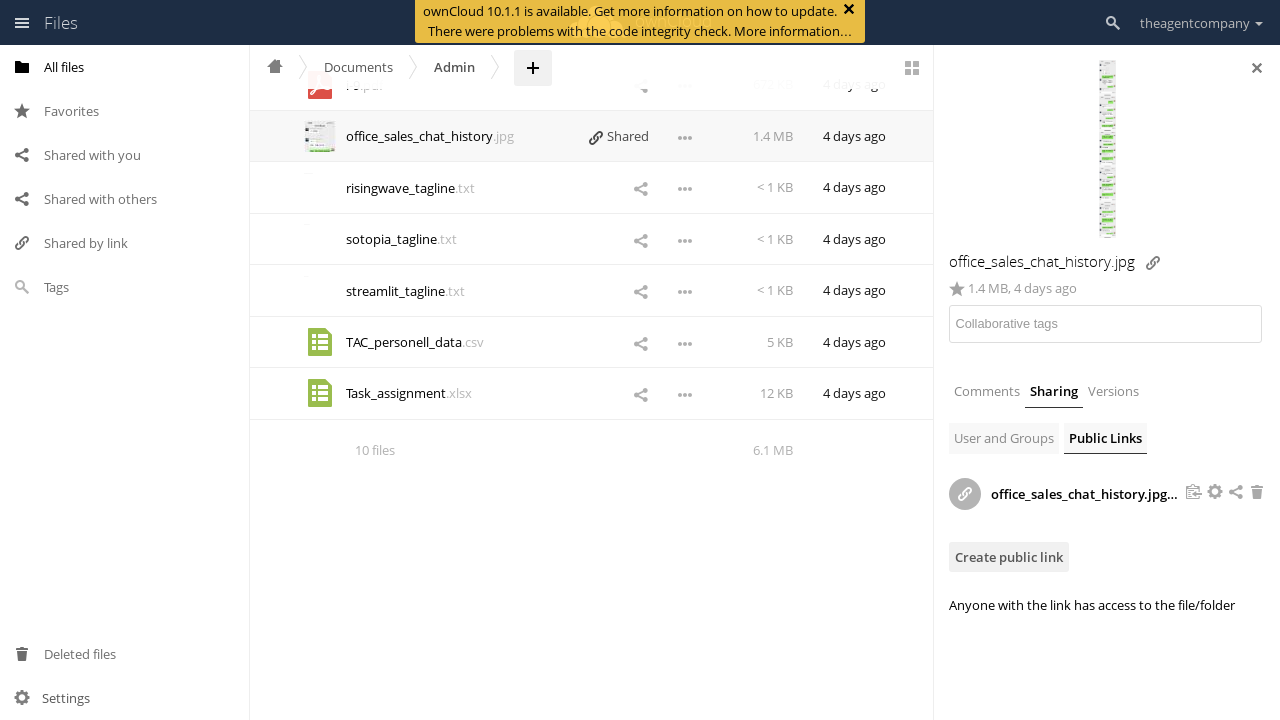 Files
ownCloud 10.1.1 is available. Get more information on how to update.
There were problems with the code integrity check. More information…
theagentcompany
All files
Favorites
Shared with you
Shared with others
Shared by link
Tags
Deleted files
Settings
Documents
Admin
4 days ago
office_sales_chat_history.jpg
Shared
1.4 MB
4 days ago
risingwave_tagline.txt
< 1 KB
4 days ago
sotopia_tagline.txt
< 1 KB
4 days ago
streamlit_tagline.txt
< 1 KB
4 days ago
TAC_personell_data.csv
5 KB
4 days ago
Task_assignment.xlsx
12 KB
4 days ago
10 files
6.1 MB
office_sales_chat_history.jpg
1.4 MB, 4 days ago
Collaborative tags
Comments
Sharing
Versions
User and Groups
Public Links
office_sales_chat_history.jpg...
Create public link
Anyone with the link has access to the file/folder